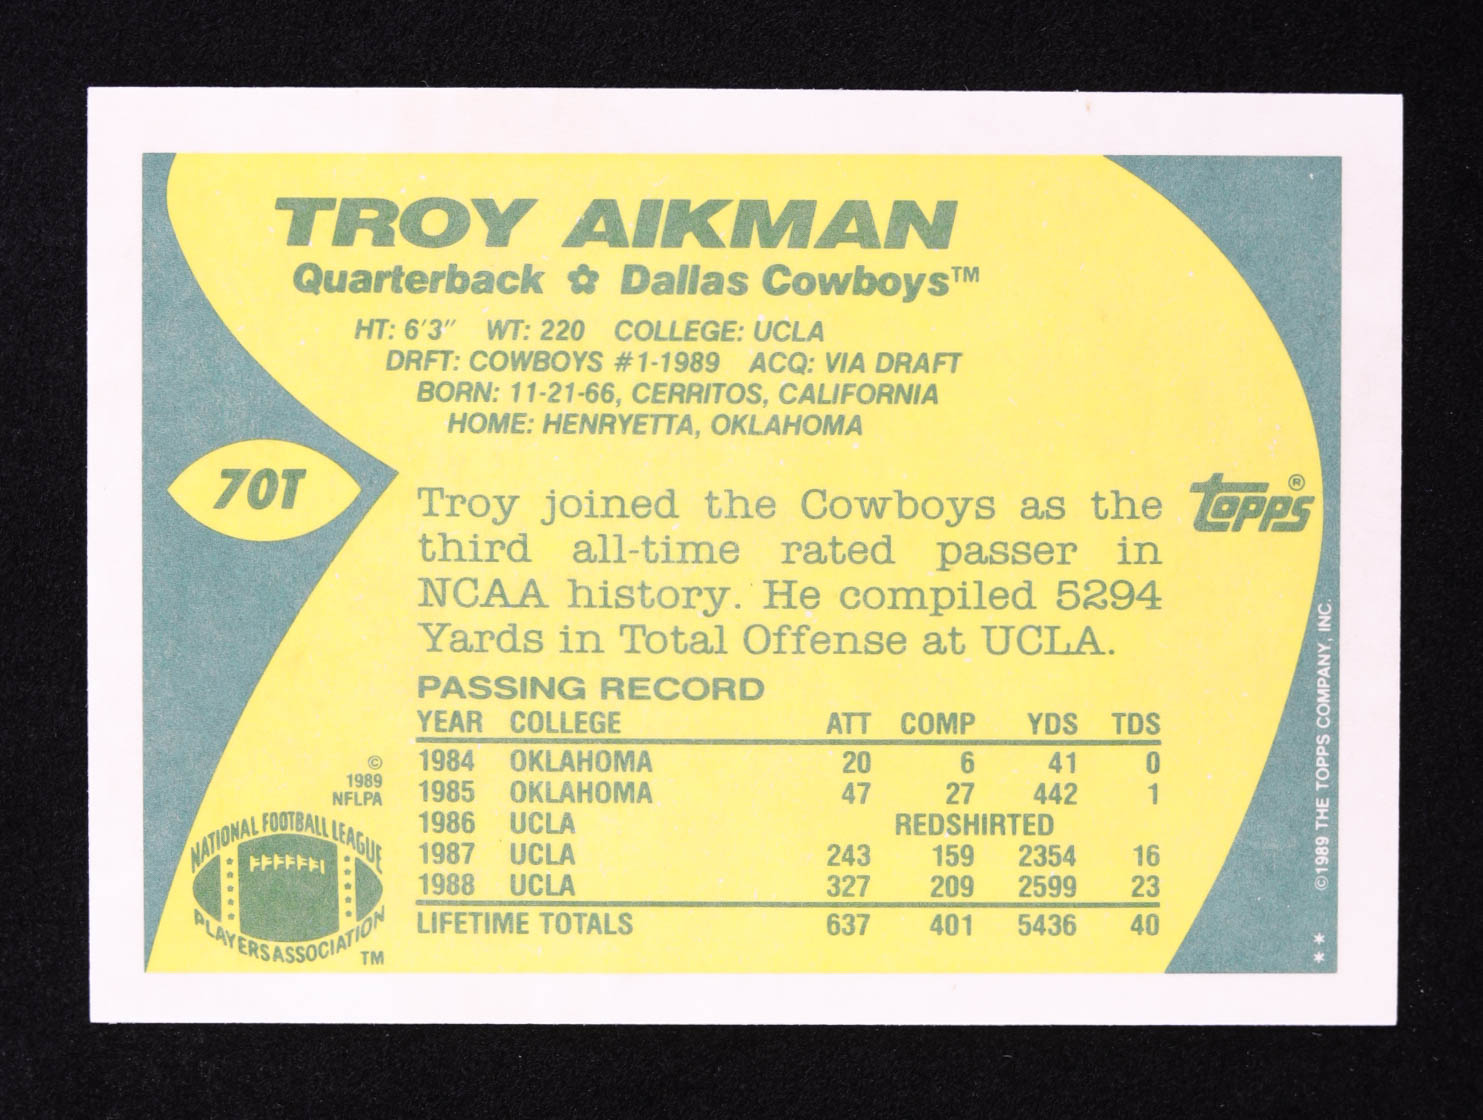 TROY AIKMAN
Quarterback ✿ Dallas Cowboys™
HT: 6'3" WT: 220 COLLEGE: UCLA
DRFT: COWBOYS #1-1989 ACQ: VIA DRAFT
BORN: 11-21-66, CERRITOS, CALIFORNIA
HOME: HENRYETTA, OKLAHOMA
70T
Troy joined the Cowboys as the
third all-time rated passer in
NCAA history. He compiled 5294
Yards in Total Offense at UCLA.
topps®
PASSING RECORD
YEAR COLLEGE ATT COMP YDS TDS
1984 OKLAHOMA 20 6 41 0
1985 OKLAHOMA 47 27 442 1
1986 UCLA REDSHIRTED
1987 UCLA 243 159 2354 16
1988 UCLA 327 209 2599 23
LIFETIME TOTALS 637 401 5436 40
©
1989
NFLPA
NATIONAL FOOTBALL LEAGUE
PLAYERS ASSOCIATION
TM
©1989 THE TOPPS COMPANY, INC.
**